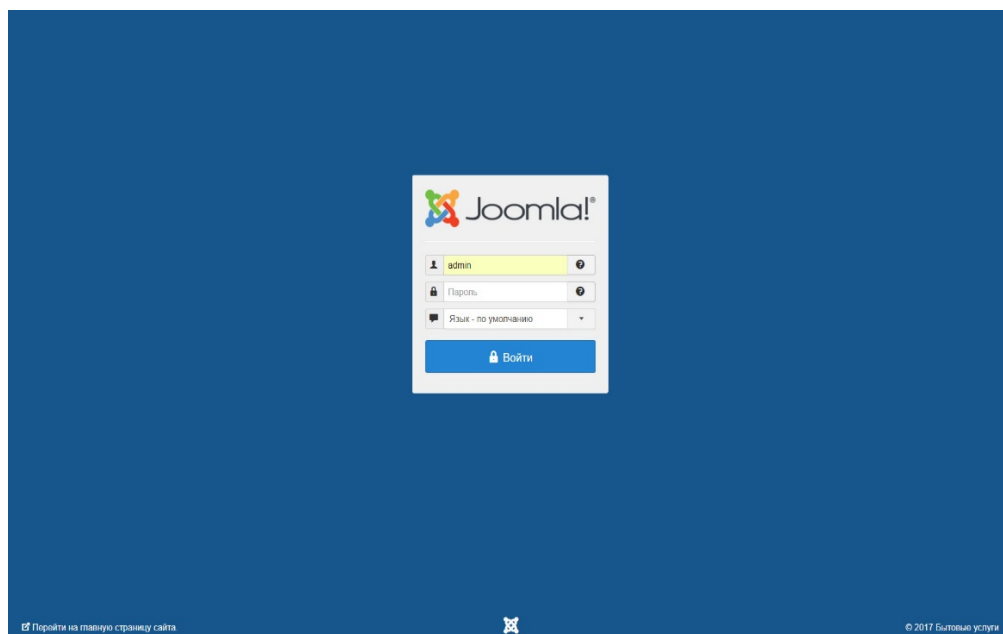 Joomla!®
admin
Пароль
Язык - по умолчанию
Войти
Перейти на главную страницу сайта.
© 2017 Бытовые услуги